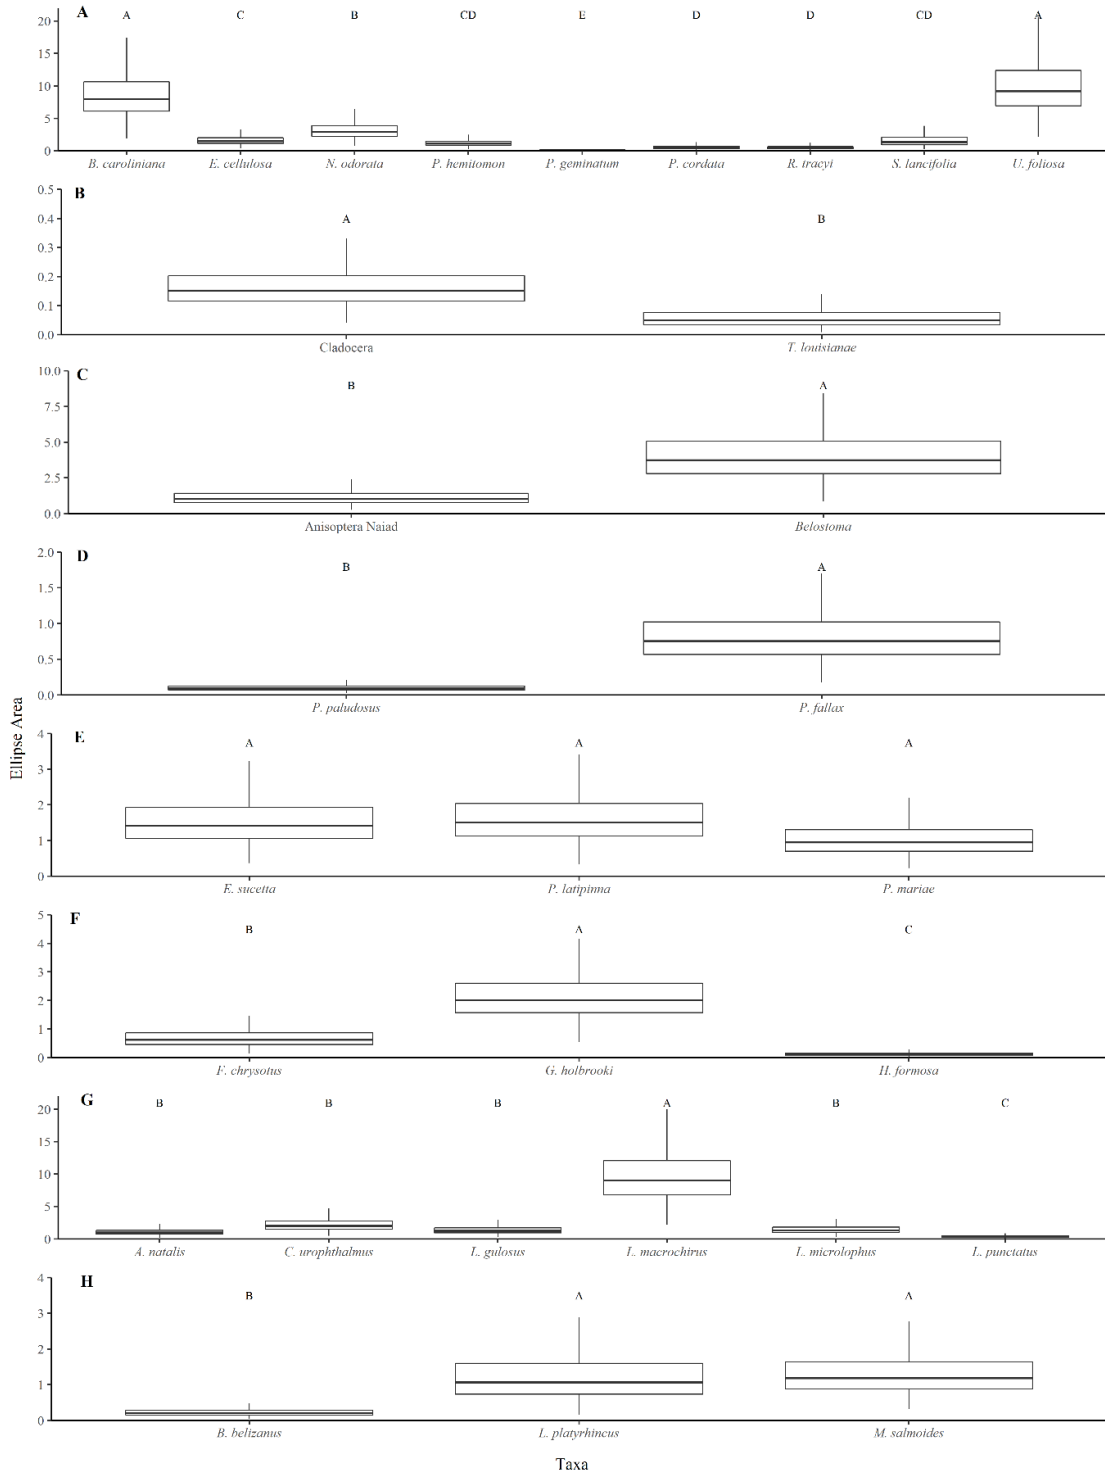 A
A C B CD E D D CD A
20
15
10
5
0
B. caroliniana E. cellulosa N. odorata P. hemitomon P. geminatum P. cordata R. tracyi S. lancifolia U. foliosa
B
A B
0.5
0.4
0.3
0.2
0.1
0.0
Cladocera T. louisianae
C
B A
10.0
7.5
5.0
2.5
0.0
Anisoptera Naiad Belostoma
D
B A
2.0
1.5
1.0
0.5
0.0
P. paludosus P. fallax
Ellipse Area
E
A A A
4
3
2
1
0
E. sucetta P. latipinna P. mariae
F
B A C
5
4
3
2
1
0
F. chrysotus G. holbrooki H. formosa
G
B B B A B C
20
15
10
5
0
A. natalis C. urophthalmus L. gulosus L. macrochirus L. microlophus L. punctatus
H
B A A
4
3
2
1
0
B. belizanus L. platyrhincus M. salmoides
Taxa